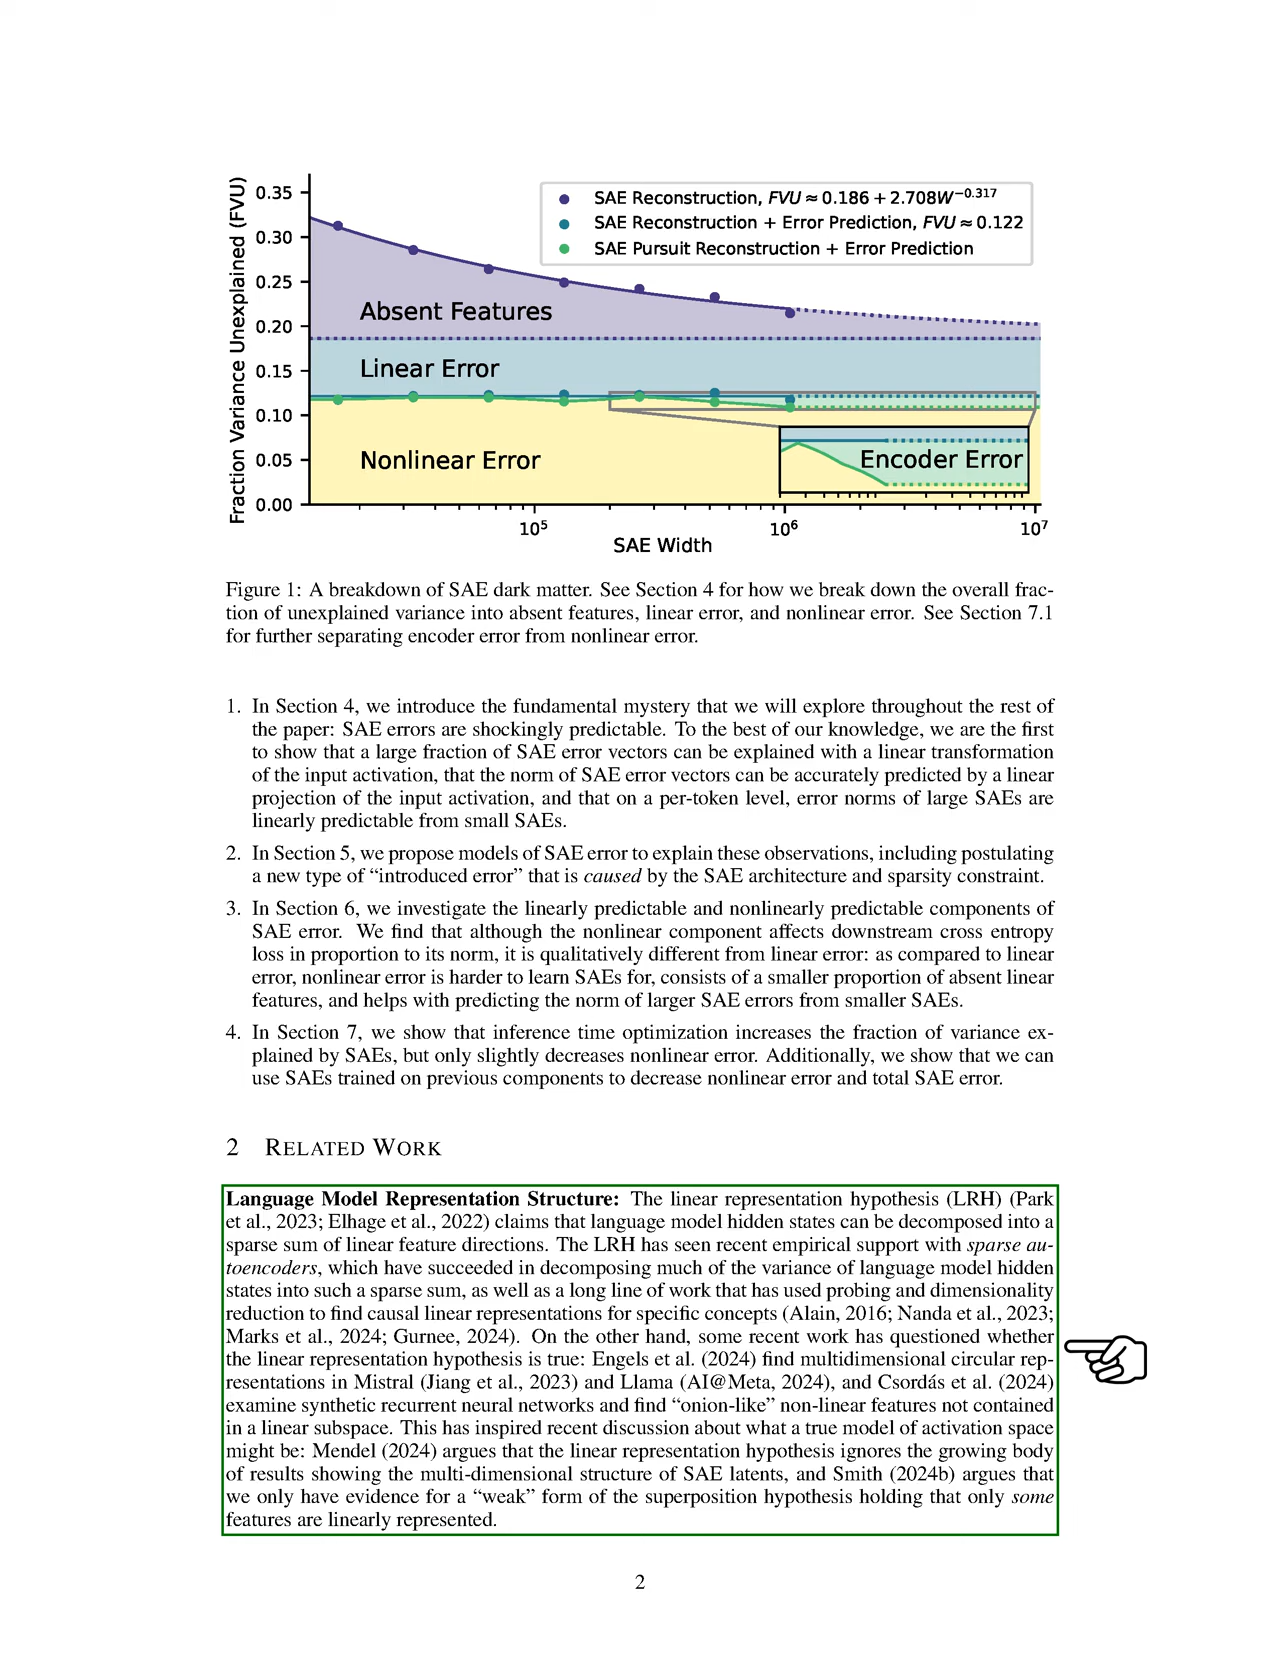 Fraction Variance Unexplained (FVU)
0.35
0.30
0.25
0.20
0.15
0.10
0.05
0.00
SAE Reconstruction, FVU ≈ 0.186 + 2.708W^−0.317
SAE Reconstruction + Error Prediction, FVU ≈ 0.122
SAE Pursuit Reconstruction + Error Prediction
Absent Features
Linear Error
Nonlinear Error
Encoder Error
10^5
10^6
10^7
SAE Width
Figure 1: A breakdown of SAE dark matter. See Section 4 for how we break down the overall frac-
tion of unexplained variance into absent features, linear error, and nonlinear error. See Section 7.1
for further separating encoder error from nonlinear error.
1. In Section 4, we introduce the fundamental mystery that we will explore throughout the rest of
the paper: SAE errors are shockingly predictable. To the best of our knowledge, we are the first
to show that a large fraction of SAE error vectors can be explained with a linear transformation
of the input activation, that the norm of SAE error vectors can be accurately predicted by a linear
projection of the input activation, and that on a per-token level, error norms of large SAEs are
linearly predictable from small SAEs.
2. In Section 5, we propose models of SAE error to explain these observations, including postulating
a new type of “introduced error” that is caused by the SAE architecture and sparsity constraint.
3. In Section 6, we investigate the linearly predictable and nonlinearly predictable components of
SAE error. We find that although the nonlinear component affects downstream cross entropy
loss in proportion to its norm, it is qualitatively different from linear error: as compared to linear
error, nonlinear error is harder to learn SAEs for, consists of a smaller proportion of absent linear
features, and helps with predicting the norm of larger SAE errors from smaller SAEs.
4. In Section 7, we show that inference time optimization increases the fraction of variance ex-
plained by SAEs, but only slightly decreases nonlinear error. Additionally, we show that we can
use SAEs trained on previous components to decrease nonlinear error and total SAE error.
2 RELATED WORK
Language Model Representation Structure: The linear representation hypothesis (LRH) (Park
et al., 2023; Elhage et al., 2022) claims that language model hidden states can be decomposed into a
sparse sum of linear feature directions. The LRH has seen recent empirical support with sparse au-
toencoders, which have succeeded in decomposing much of the variance of language model hidden
states into such a sparse sum, as well as a long line of work that has used probing and dimensionality
reduction to find causal linear representations for specific concepts (Alain, 2016; Nanda et al., 2023;
Marks et al., 2024; Gurnee, 2024). On the other hand, some recent work has questioned whether
the linear representation hypothesis is true: Engels et al. (2024) find multidimensional circular rep-
resentations in Mistral (Jiang et al., 2023) and Llama (AI@Meta, 2024), and Csordás et al. (2024)
examine synthetic recurrent neural networks and find “onion-like” non-linear features not contained
in a linear subspace. This has inspired recent discussion about what a true model of activation space
might be: Mendel (2024) argues that the linear representation hypothesis ignores the growing body
of results showing the multi-dimensional structure of SAE latents, and Smith (2024b) argues that
we only have evidence for a “weak” form of the superposition hypothesis holding that only some
features are linearly represented.
2